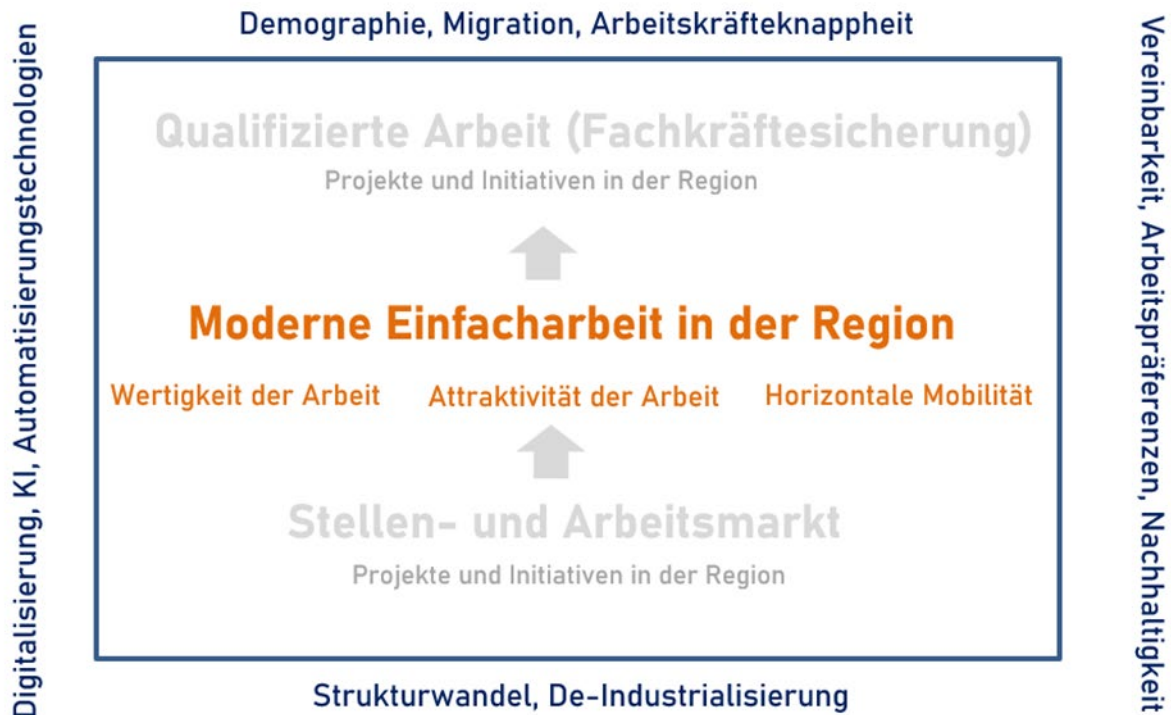 Demographie, Migration, Arbeitskräfteknappheit
Digitalisierung, KI, Automatisierungstechnologien
Qualifizierte Arbeit (Fachkräftesicherung)
Projekte und Initiativen in der Region
Moderne Einfacharbeit in der Region
Wertigkeit der Arbeit Attraktivität der Arbeit Horizontale Mobilität
Stellen- und Arbeitsmarkt
Projekte und Initiativen in der Region
Vereinbarkeit, Arbeitspräferenzen, Nachhaltigkeit
Strukturwandel, De-Industrialisierung